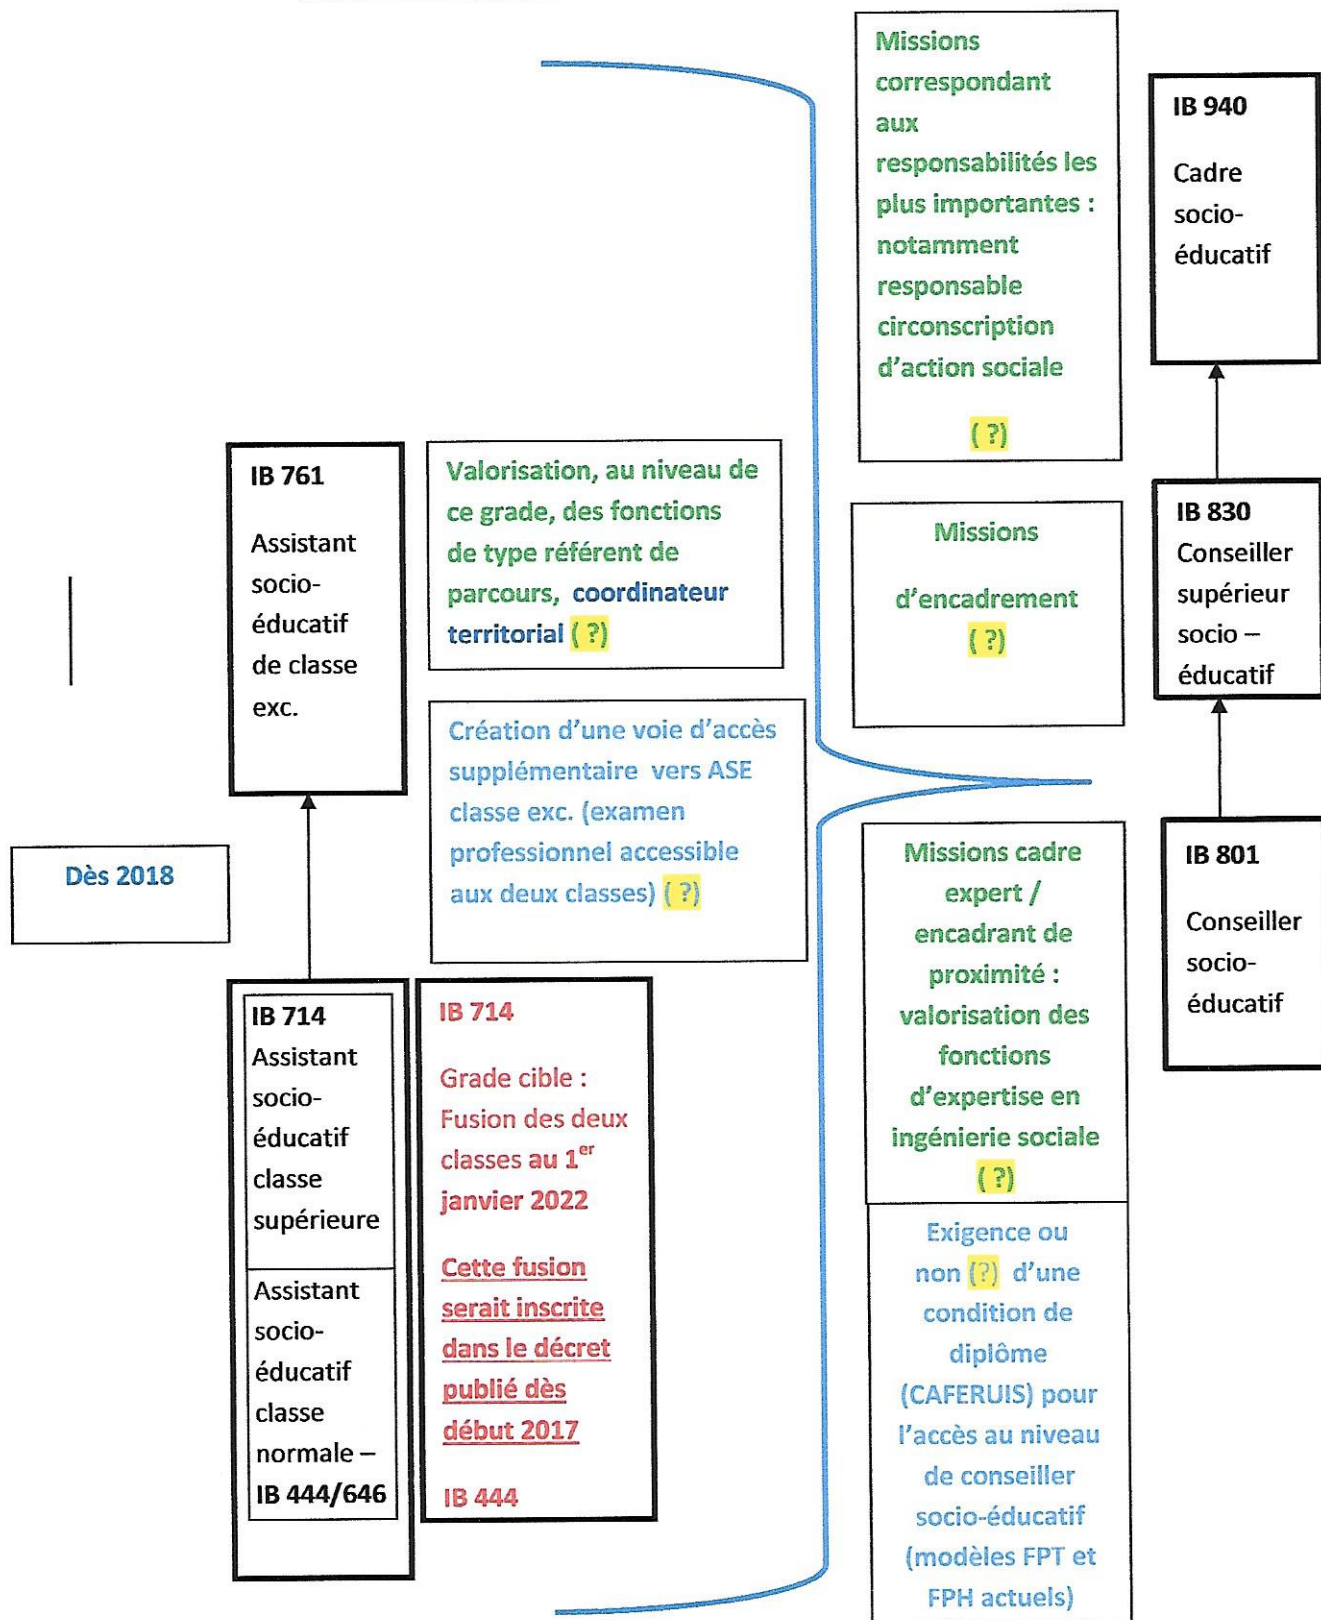 Missions
correspondant
aux
responsabilités les
plus importantes :
notamment
responsable
circonscription
d'action sociale
( ?)
IB 940
Cadre
socio-
éducatif
IB 761
Assistant
socio-
éducatif
de classe
exc.
Valorisation, au niveau de
ce grade, des fonctions
de type référent de
parcours, coordinateur
territorial ( ?)
Missions
d'encadrement
( ?)
IB 830
Conseiller
supérieur
socio –
éducatif
Création d'une voie d'accès
supplémentaire vers ASE
classe exc. (examen
professionnel accessible
aux deux classes) ( ?)
Dès 2018
Missions cadre
expert /
encadrant de
proximité :
valorisation des
fonctions
d'expertise en
ingénierie sociale
( ?)
IB 801
Conseiller
socio-
éducatif
IB 714
Assistant
socio-
éducatif
classe
supérieure
Assistant
socio-
éducatif
classe
normale –
IB 444/646
IB 714
Grade cible :
Fusion des deux
classes au 1er
janvier 2022
Cette fusion
serait inscrite
dans le décret
publié dès
début 2017
IB 444
Exigence ou
non (?) d'une
condition de
diplôme
(CAFERUIS) pour
l'accès au niveau
de conseiller
socio-éducatif
(modèles FPT et
FPH actuels)